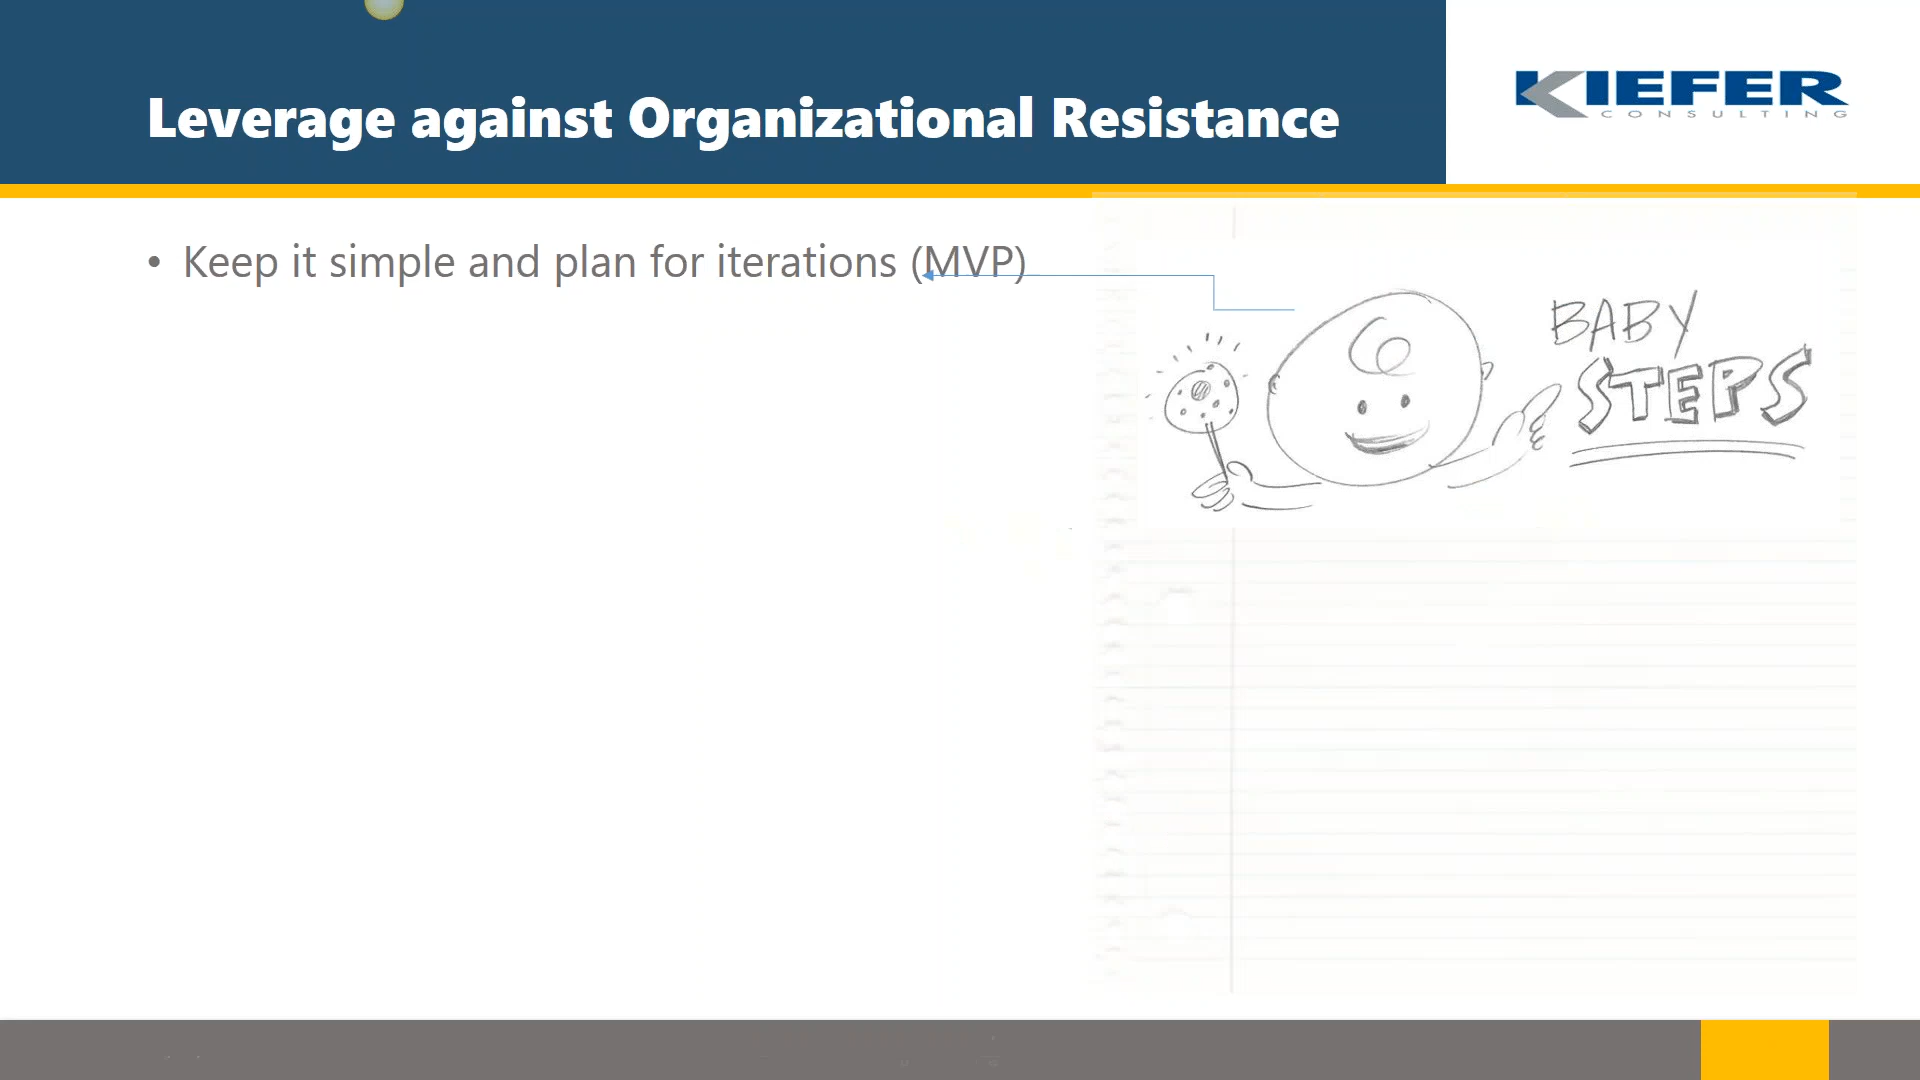 Leverage against Organizational Resistance
KIEFER
CONSULTING
• Keep it simple and plan for iterations (MVP)
BABY
STEPS